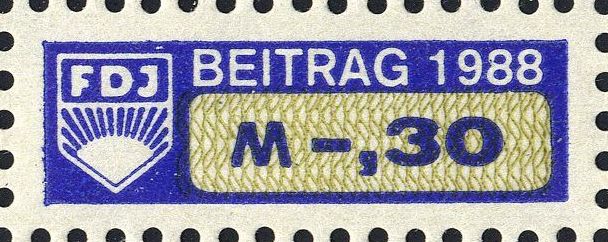 FDJ
BEITRAG 1988
M -,30